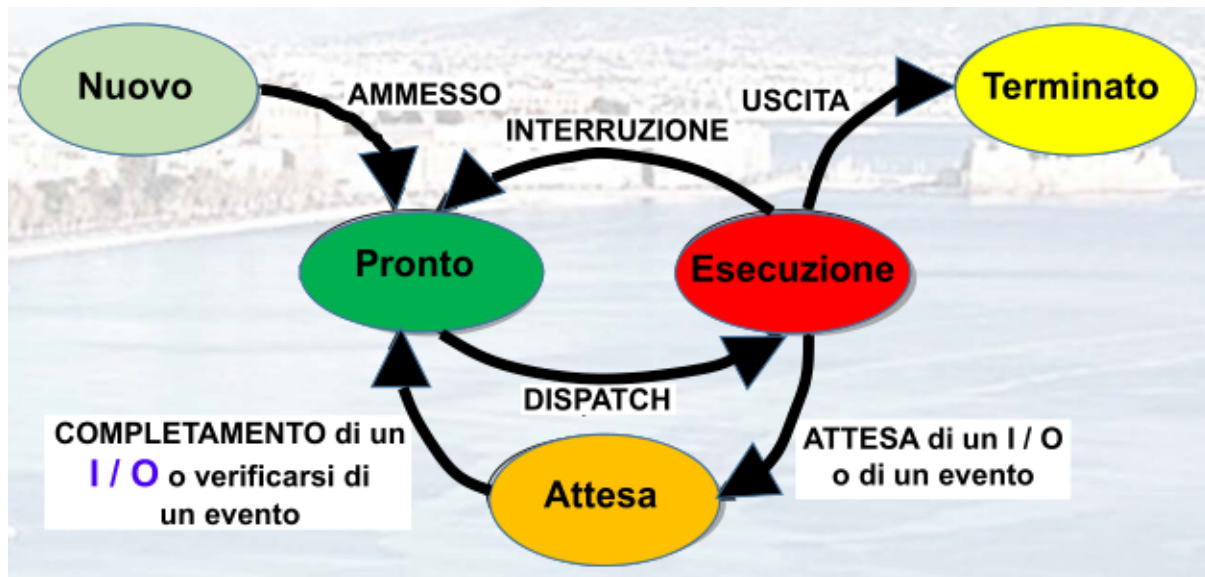 Nuovo
AMMESSO
INTERRUZIONE
USCITA
Terminato
Pronto
Esecuzione
DISPATCH
COMPLETAMENTO di un
I / O o verificarsi di
un evento
Attesa
ATTESA di un I / O
o di un evento